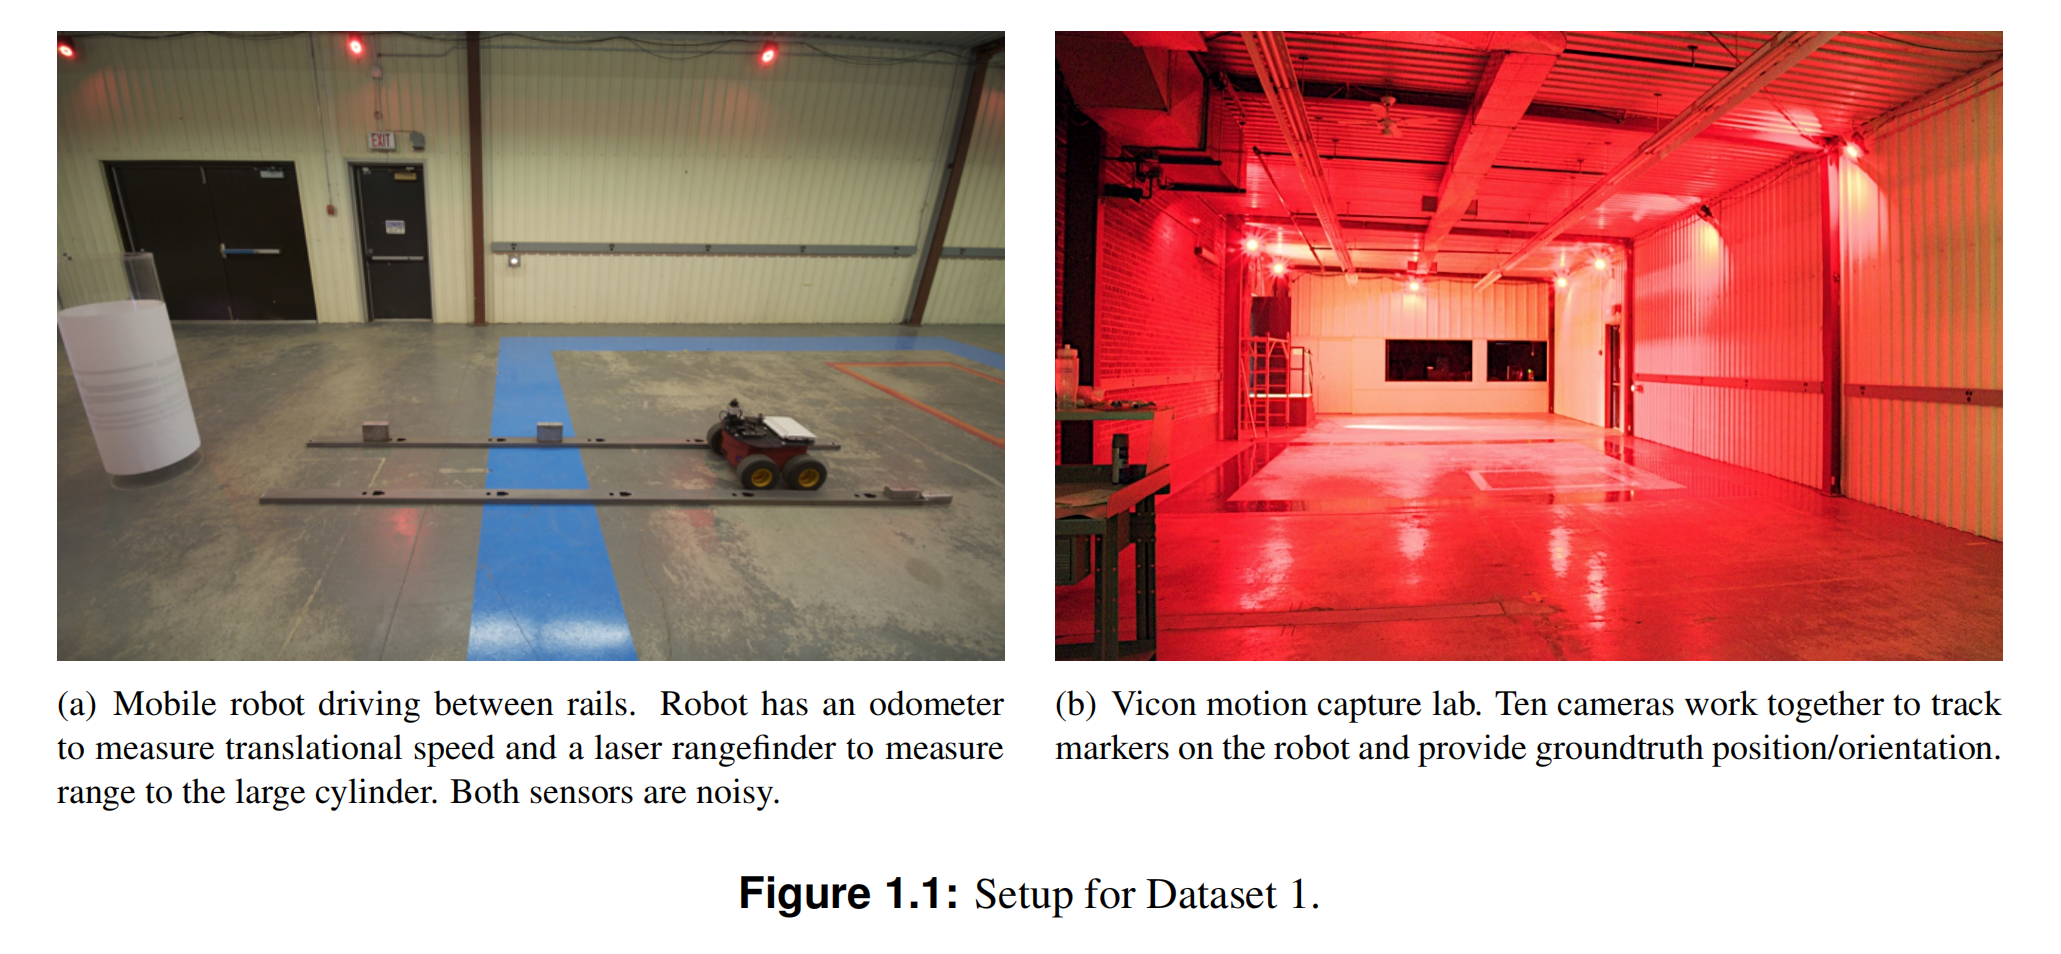 EXIT
(a) Mobile robot driving between rails. Robot has an odometer
to measure translational speed and a laser rangefinder to measure
range to the large cylinder. Both sensors are noisy.
(b) Vicon motion capture lab. Ten cameras work together to track
markers on the robot and provide groundtruth position/orientation.
Figure 1.1: Setup for Dataset 1.